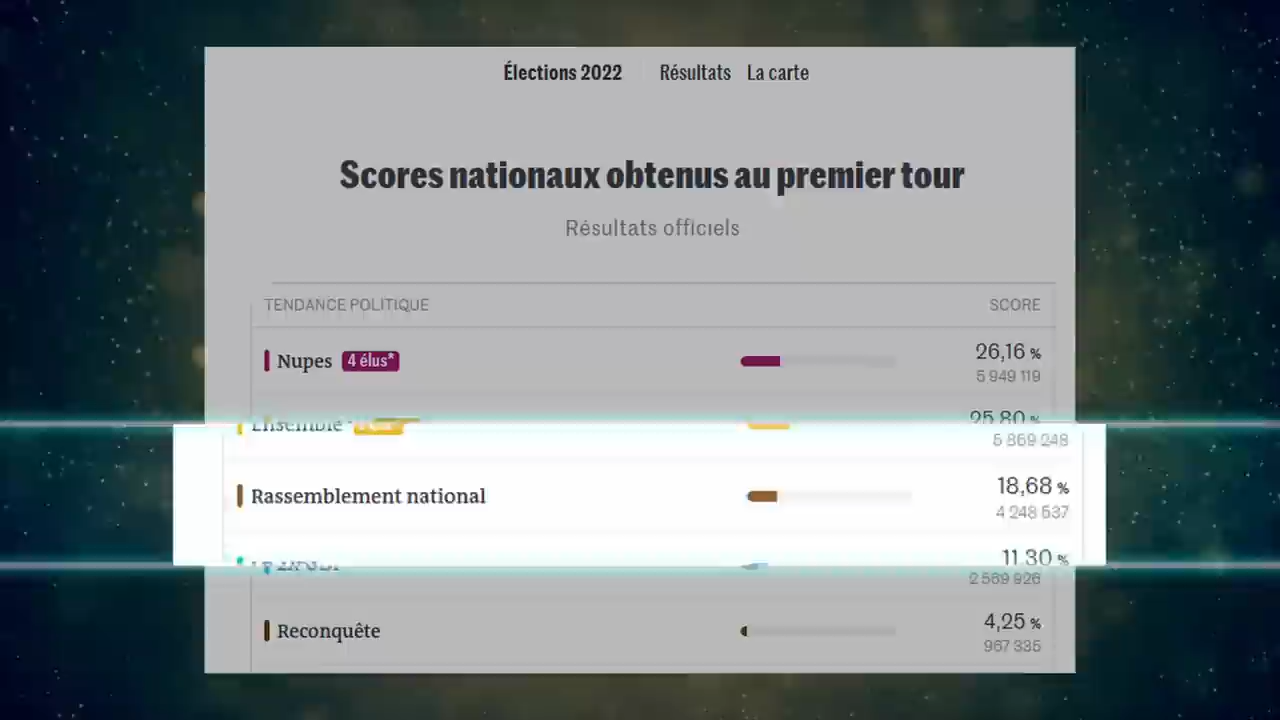 Élections 2022 Résultats La carte
Scores nationaux obtenus au premier tour
Résultats officiels
TENDANCE POLITIQUE SCORE
Nupes 4 élus* 26,16 %
5 949 119
Ensemble 25,80 %
5 869 248
Rassemblement national 18,68 %
4 248 537
11,30 %
2 569 926
Reconquête 4,25 %
967 335